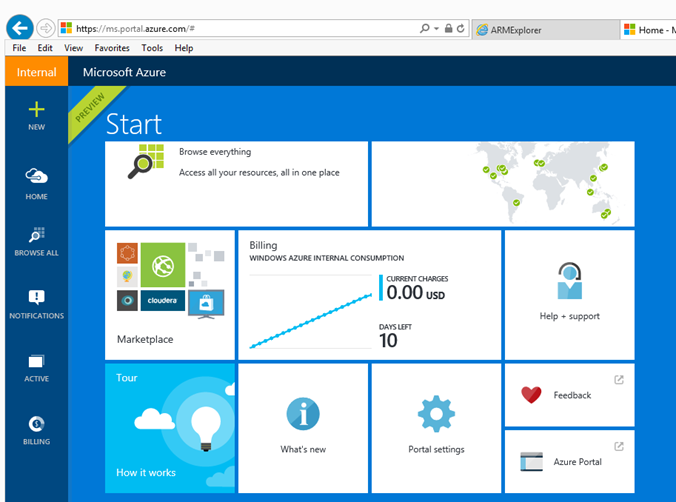 https://ms.portal.azure.com/#
ARMExplorer
Home - M
File Edit View Favorites Tools Help
Internal
Microsoft Azure
PREVIEW
Start
NEW
HOME
BROWSE ALL
NOTIFICATIONS
ACTIVE
BILLING
Browse everything
Access all your resources, all in one place
cloudera
Marketplace
Billing
WINDOWS AZURE INTERNAL CONSUMPTION
CURRENT CHARGES
0.00 USD
DAYS LEFT
10
Help + support
Tour
How it works
What's new
Portal settings
Feedback
Azure Portal